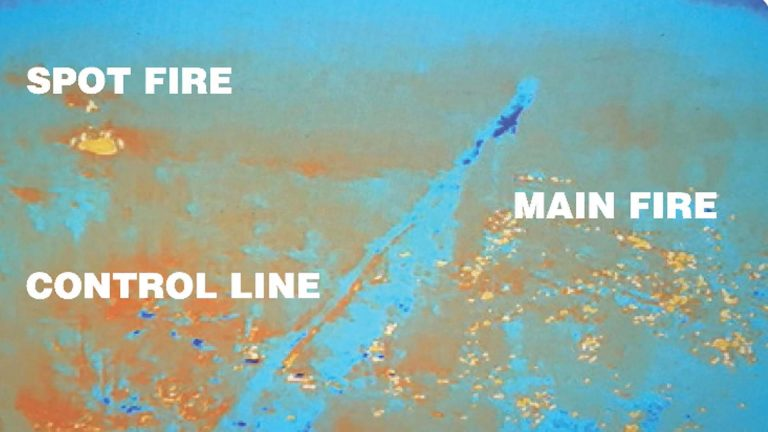 SPOT FIRE
MAIN FIRE
CONTROL LINE